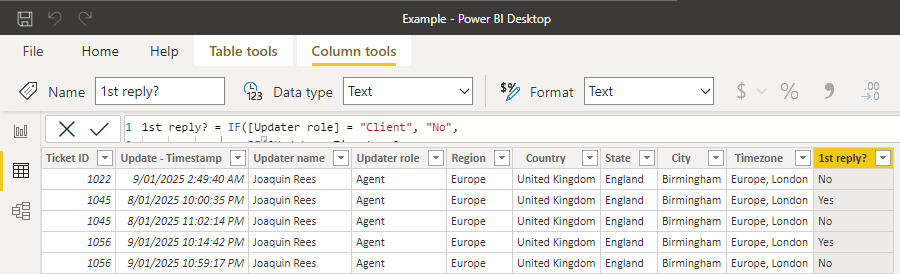 Example - Power BI Desktop
File Home Help Table tools Column tools
Name 1st reply? 123 Data type Text $% Format Text $ % 9 .00 →0
1 1st reply? = IF([Updater role] = "Client", "No",
Ticket ID Update - Timestamp Updater name Updater role Region Country State City Timezone 1st reply?
1022 9/01/2025 2:49:40 AM Joaquin Rees Agent Europe United Kingdom England Birmingham Europe, London No
1045 8/01/2025 10:00:35 PM Joaquin Rees Agent Europe United Kingdom England Birmingham Europe, London Yes
1045 8/01/2025 11:02:14 PM Joaquin Rees Agent Europe United Kingdom England Birmingham Europe, London No
1056 9/01/2025 10:14:42 PM Joaquin Rees Agent Europe United Kingdom England Birmingham Europe, London Yes
1056 9/01/2025 10:59:17 PM Joaquin Rees Agent Europe United Kingdom England Birmingham Europe, London No